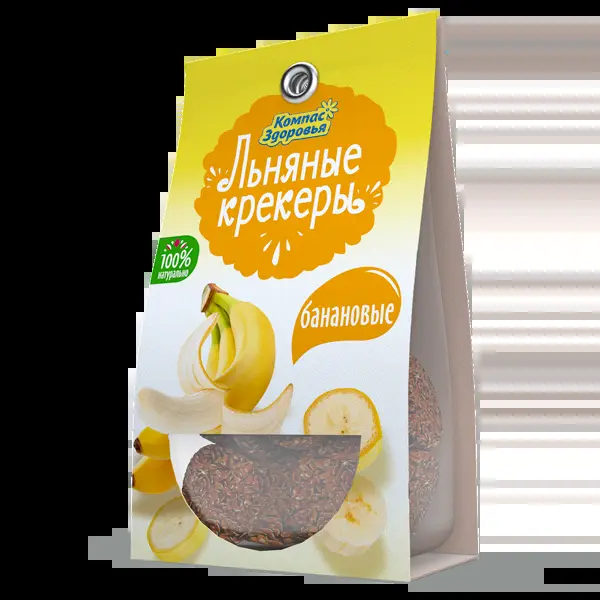 Компас
Здоровья
Льняные
крекеры
100%
натурально
банановые